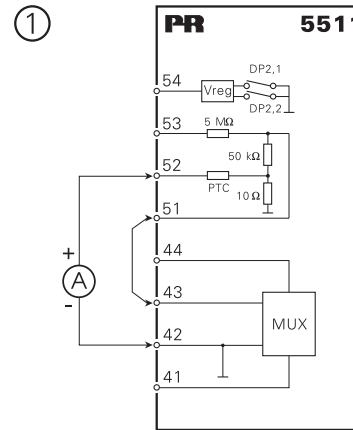 1
PR 5511
54
Vreg
DP2,1
DP2,2
53
5 MΩ
50 kΩ
52
PTC
10 Ω
51
44
+
A
-
43
MUX
42
41